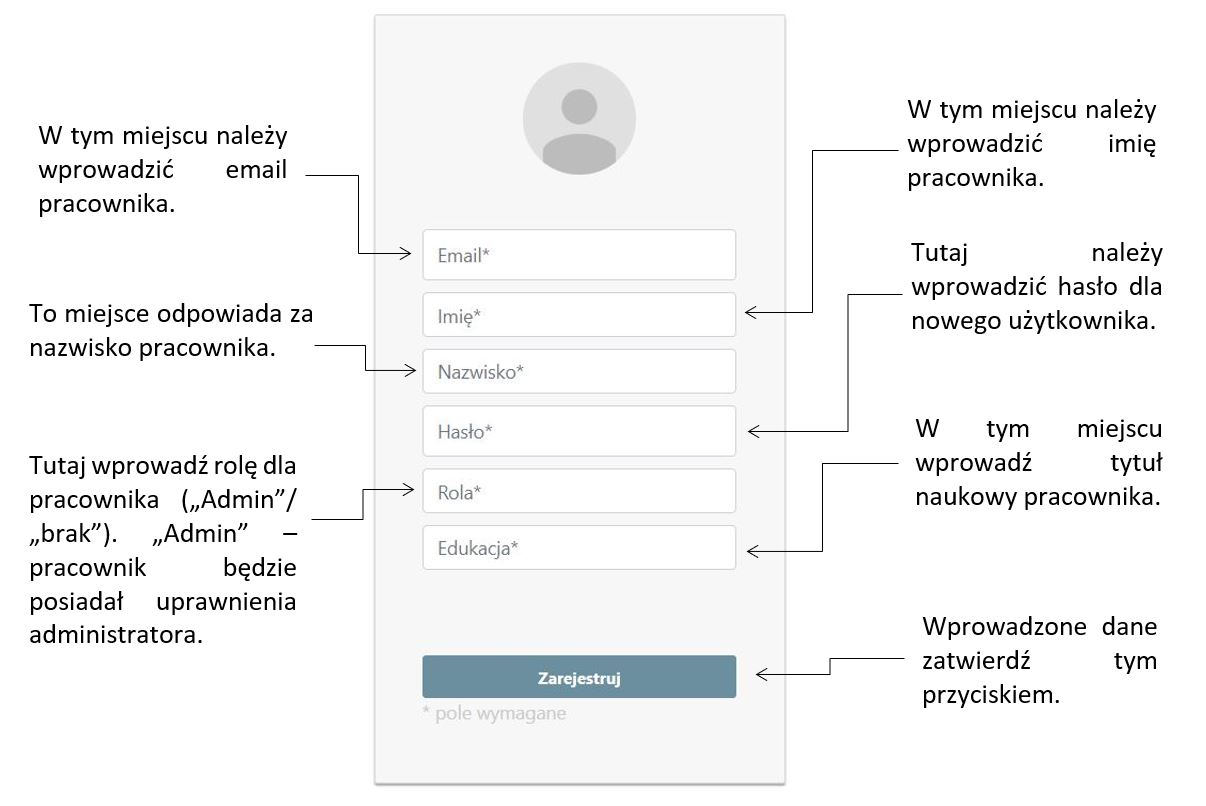 W tym miejscu należy
wprowadzić email
pracownika.
To miejsce odpowiada za
nazwisko pracownika.
Tutaj wprowadź rolę dla
pracownika („Admin”/
„brak”). „Admin” –
pracownik będzie
posiadał uprawnienia
administratora.
Email*
Imię*
Nazwisko*
Hasło*
Rola*
Edukacja*
Zarejestruj
* pole wymagane
W tym miejscu należy
wprowadzić imię
pracownika.
Tutaj należy
wprowadzić hasło dla
nowego użytkownika.
W tym miejscu
wprowadź tytuł
naukowy pracownika.
Wprowadzone dane
zatwierdź tym
przyciskiem.